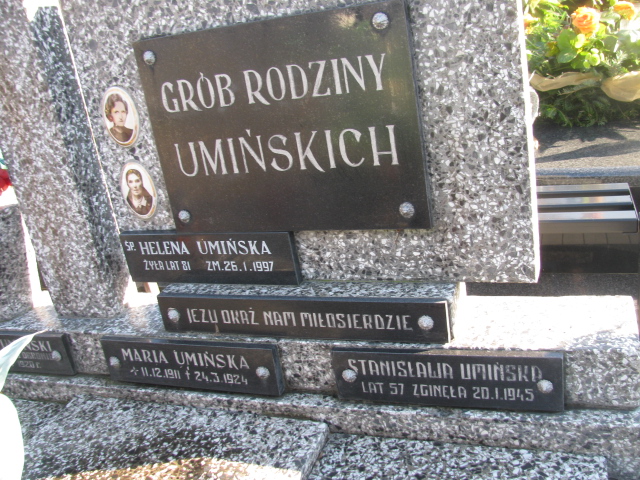 GRÓB RODZINY
UMIŃSKICH
ŚP. HELENA UMIŃSKA
ŻYŁA LAT 81 ZM. 26.1.1997
JEZU OKAŻ NAM MIŁOSIERDZIE
MARIA UMIŃSKA
* 11.12.1911 † 24.3.1924
STANISŁAWA UMIŃSKA
LAT 57 ZGINĘŁA 20.1.1945